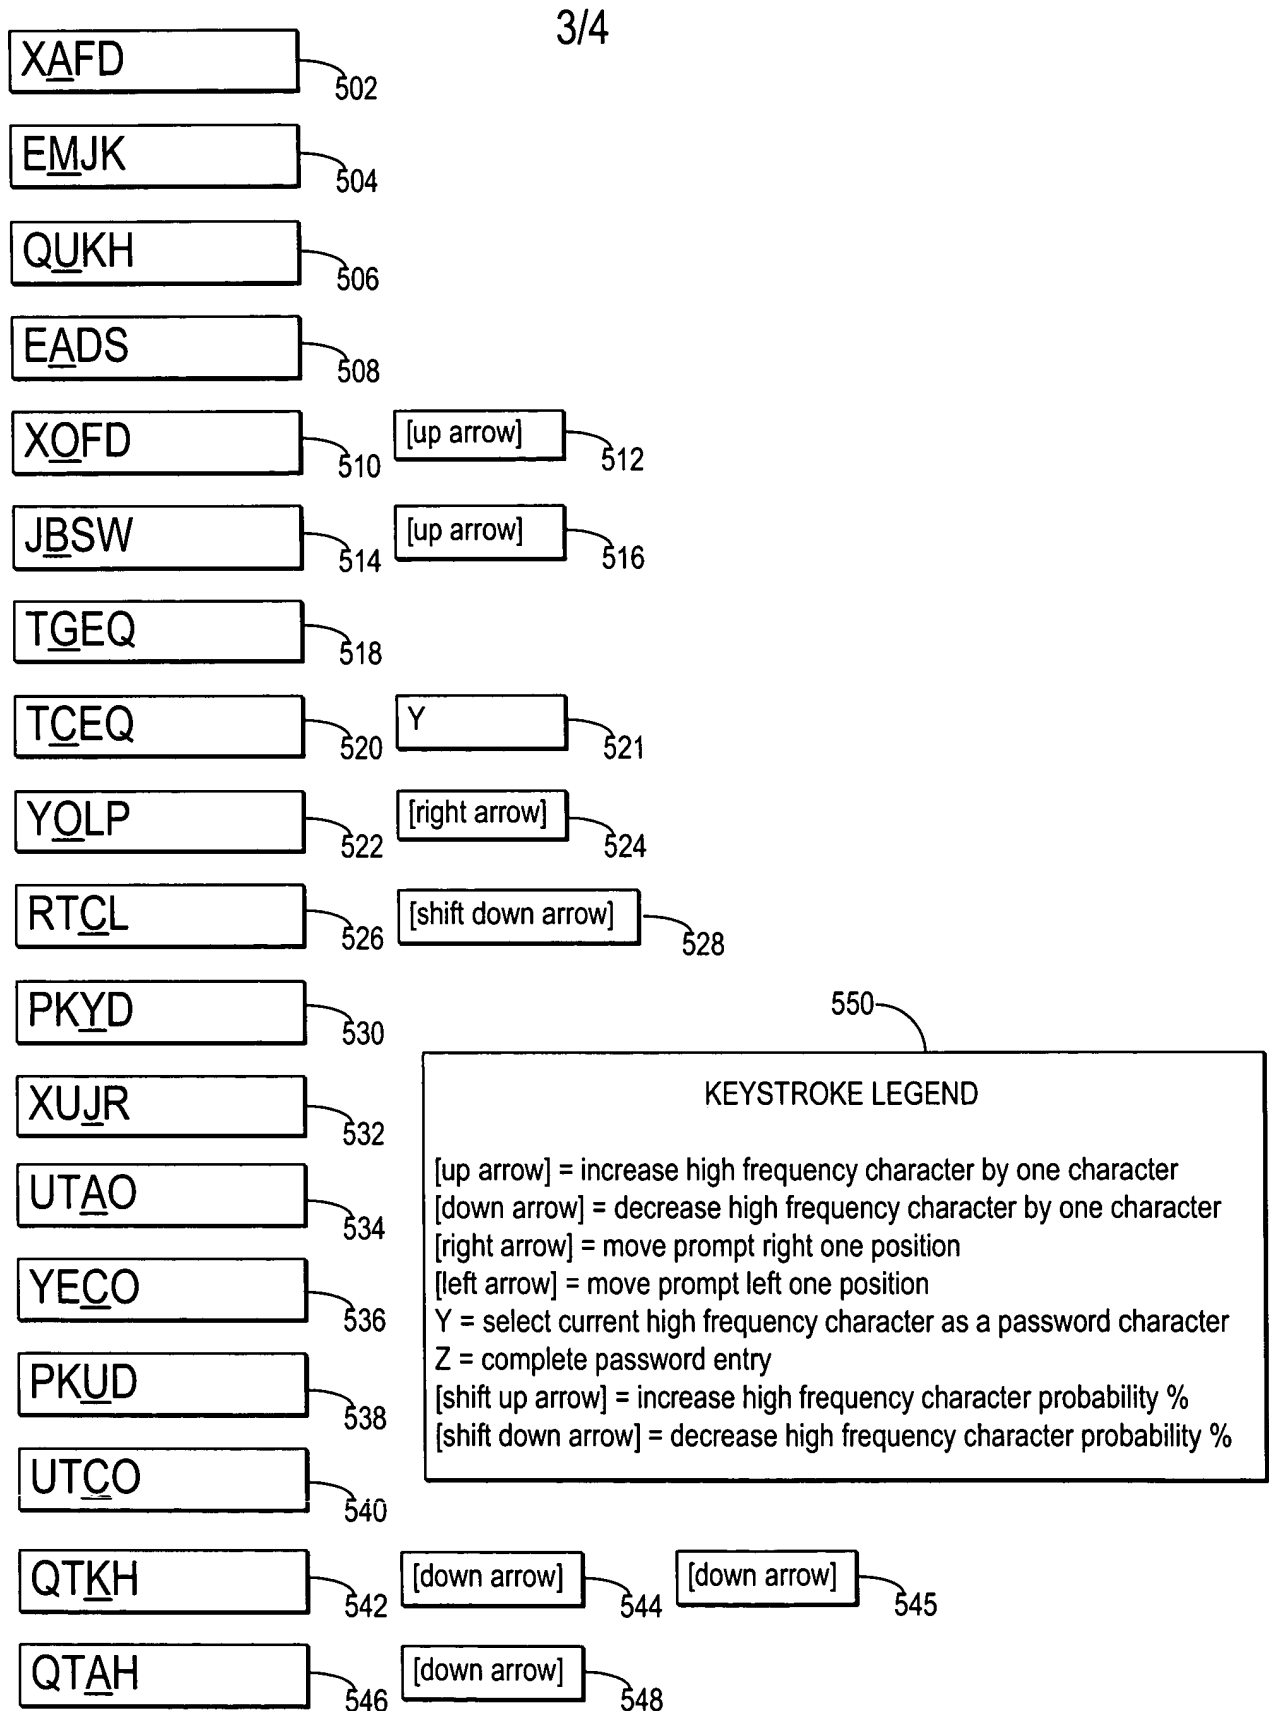 3/4
XAFD
502
EMJK
504
QUKH
506
EADS
508
XOFD
510
[up arrow]
512
JBSW
514
[up arrow]
516
TGEQ
518
TCEQ
520
Y
521
YOLP
522
[right arrow]
524
RTCL
526
[shift down arrow]
528
PKYD
530
XUJR
532
UTAO
534
YECO
536
PKUD
538
UTCO
540
QTKH
542
[down arrow]
544
[down arrow]
545
QTAH
546
[down arrow]
548
550
KEYSTROKE LEGEND
[up arrow] = increase high frequency character by one character
[down arrow] = decrease high frequency character by one character
[right arrow] = move prompt right one position
[left arrow] = move prompt left one position
Y = select current high frequency character as a password character
Z = complete password entry
[shift up arrow] = increase high frequency character probability %
[shift down arrow] = decrease high frequency character probability %